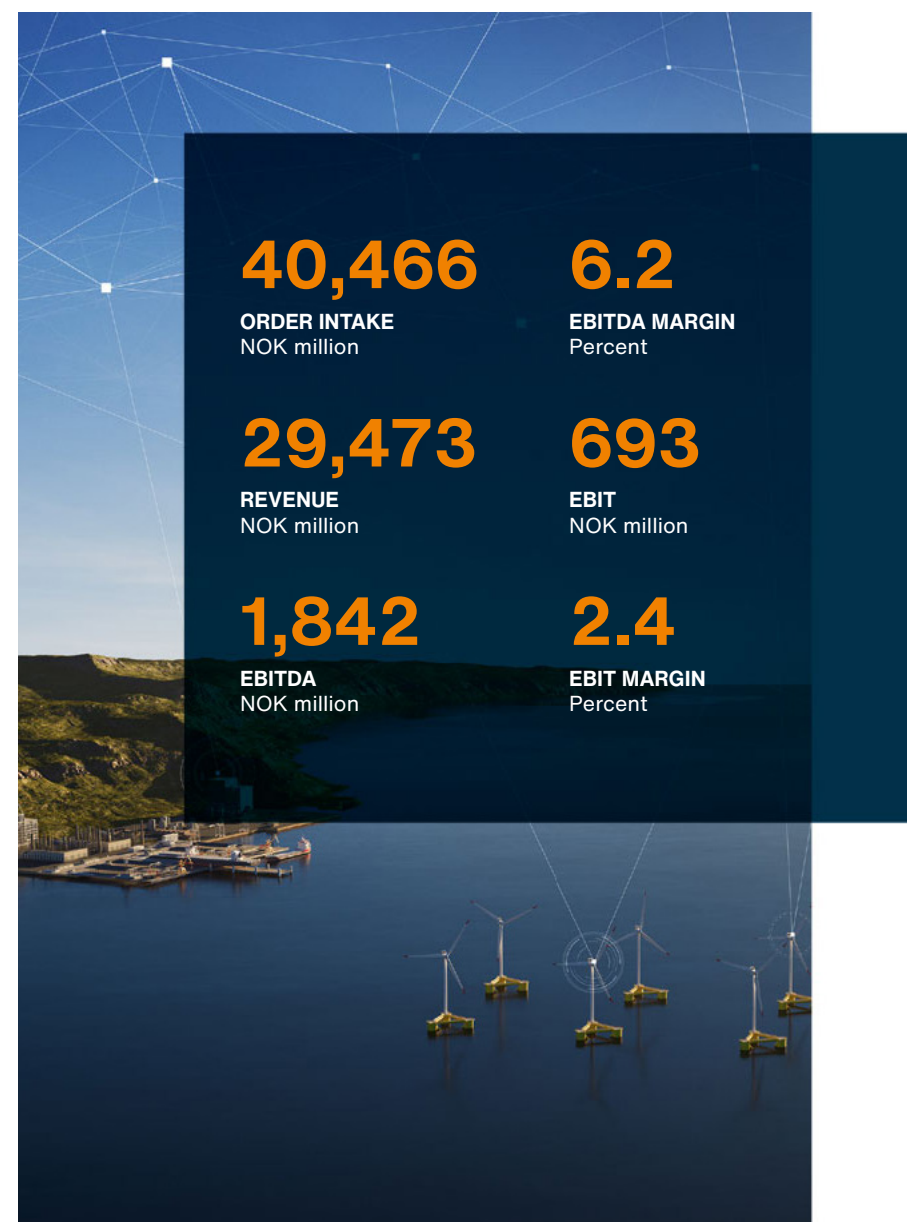 40,466
ORDER INTAKE
NOK million
6.2
EBITDA MARGIN
Percent
29,473
REVENUE
NOK million
693
EBIT
NOK million
1,842
EBITDA
NOK million
2.4
EBIT MARGIN
Percent